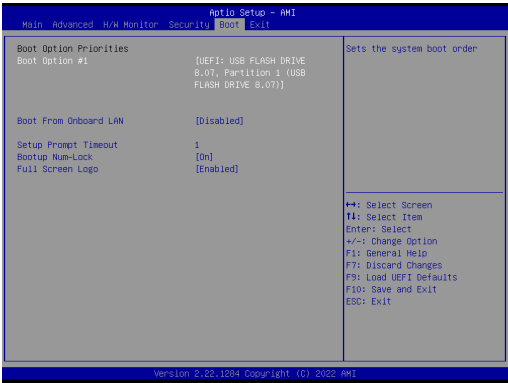 Aptio Setup – AMI
Main Advanced H/W Monitor Security Boot Exit
Boot Option Priorities
Boot Option #1 [UEFI: USB FLASH DRIVE
8.07, Partition 1 (USB
FLASH DRIVE 8.07)]
Boot From Onboard LAN [Disabled]
Setup Prompt Timeout 1
Bootup Num-Lock [On]
Full Screen Logo [Enabled]
Sets the system boot order
↔: Select Screen
↑↓: Select Item
Enter: Select
+/-: Change Option
F1: General Help
F7: Discard Changes
F9: Load UEFI Defaults
F10: Save and Exit
ESC: Exit
Version 2.22.1284 Copyright (C) 2022 AMI